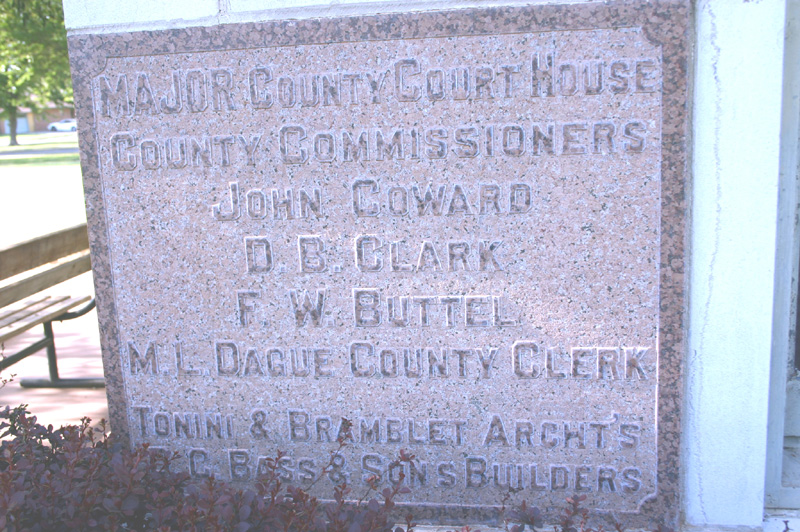 MAJOR COUNTY COURT HOUSE
COUNTY COMMISSIONERS
JOHN COWARD
D. B. CLARK
F. W. BUTTEL
M. L. DAGUE COUNTY CLERK
TONINI & BRAMBLET ARCHT'S
C. BASS & SONS BUILDERS